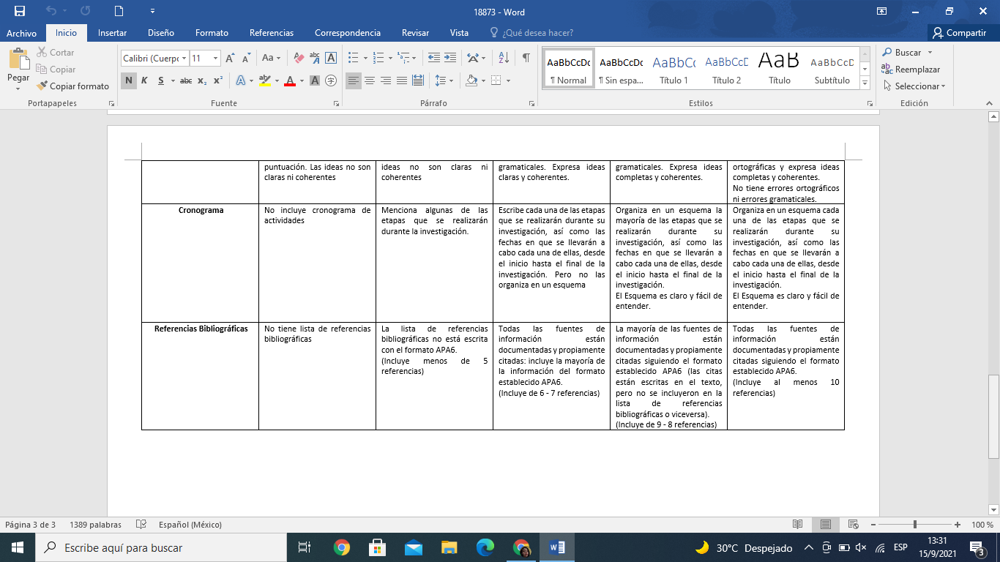 18873 - Word
Archivo Inicio Insertar Diseño Formato Referencias Correspondencia Revisar Vista ¿Qué desea hacer? Compartir
Pegar
Cortar
Copiar
Copiar formato
Portapapeles
Calibri (Cuerpo 11
N K S abc x₂ x²
Fuente
Párrafo
AaBbCcDc AaBbCcDc AaBbCc AaBbCcD AaB AaBbCcD
¶ Normal ¶ Sin espa... Título 1 Título 2 Título Subtítulo
Estilos
Buscar
Reemplazar
Seleccionar
Edición
puntuación. Las ideas no son
claras ni coherentes
ideas no son claras ni
coherentes
gramaticales. Expresa ideas
claras y coherentes.
gramaticales. Expresa ideas
completas y coherentes.
ortográficas y expresa ideas
completas y coherentes.
No tiene errores ortográficos
ni errores gramaticales.
Cronograma
No incluye cronograma de
actividades
Menciona algunas de las
etapas que se realizarán
durante la investigación.
Escribe cada una de las etapas
que se realizarán durante su
investigación, así como las
fechas en que se llevarán a
cabo cada una de ellas, desde
el inicio hasta el final de la
investigación. Pero no las
organiza en un esquema
Organiza en un esquema la
mayoría de las etapas que se
realizarán durante su
investigación, así como las
fechas en que se llevarán a
cabo cada una de ellas, desde
el inicio hasta el final de la
investigación.
El Esquema es claro y fácil de
entender.
Organiza en un esquema cada
una de las etapas que se
realizarán durante su
investigación, así como las
fechas en que se llevarán a
cabo cada una de ellas, desde
el inicio hasta el final de la
investigación.
El Esquema es claro y fácil de
entender.
Referencias Bibliográficas
No tiene lista de referencias
bibliográficas
La lista de referencias
bibliográficas no está escrita
con el formato APA6.
(Incluye menos de 5
referencias)
Todas las fuentes de
información están
documentadas y propiamente
citadas: incluye la mayoría de
la información del formato
establecido APA6.
(Incluye de 6 - 7 referencias)
La mayoría de las fuentes de
información están
documentadas y propiamente
citadas siguiendo el formato
establecido APA6 (las citas
están escritas en el texto,
pero no se incluyeron en la
lista de referencias
bibliográficas o viceversa).
(Incluye de 9 - 8 referencias)
Todas las fuentes de
información están
documentadas y propiamente
citadas siguiendo el formato
establecido APA6.
(Incluye al menos 10
referencias)
Página 3 de 3 1389 palabras Español (México) 100 %
Escribe aquí para buscar
30°C Despejado ESP
13:31
15/9/2021
3